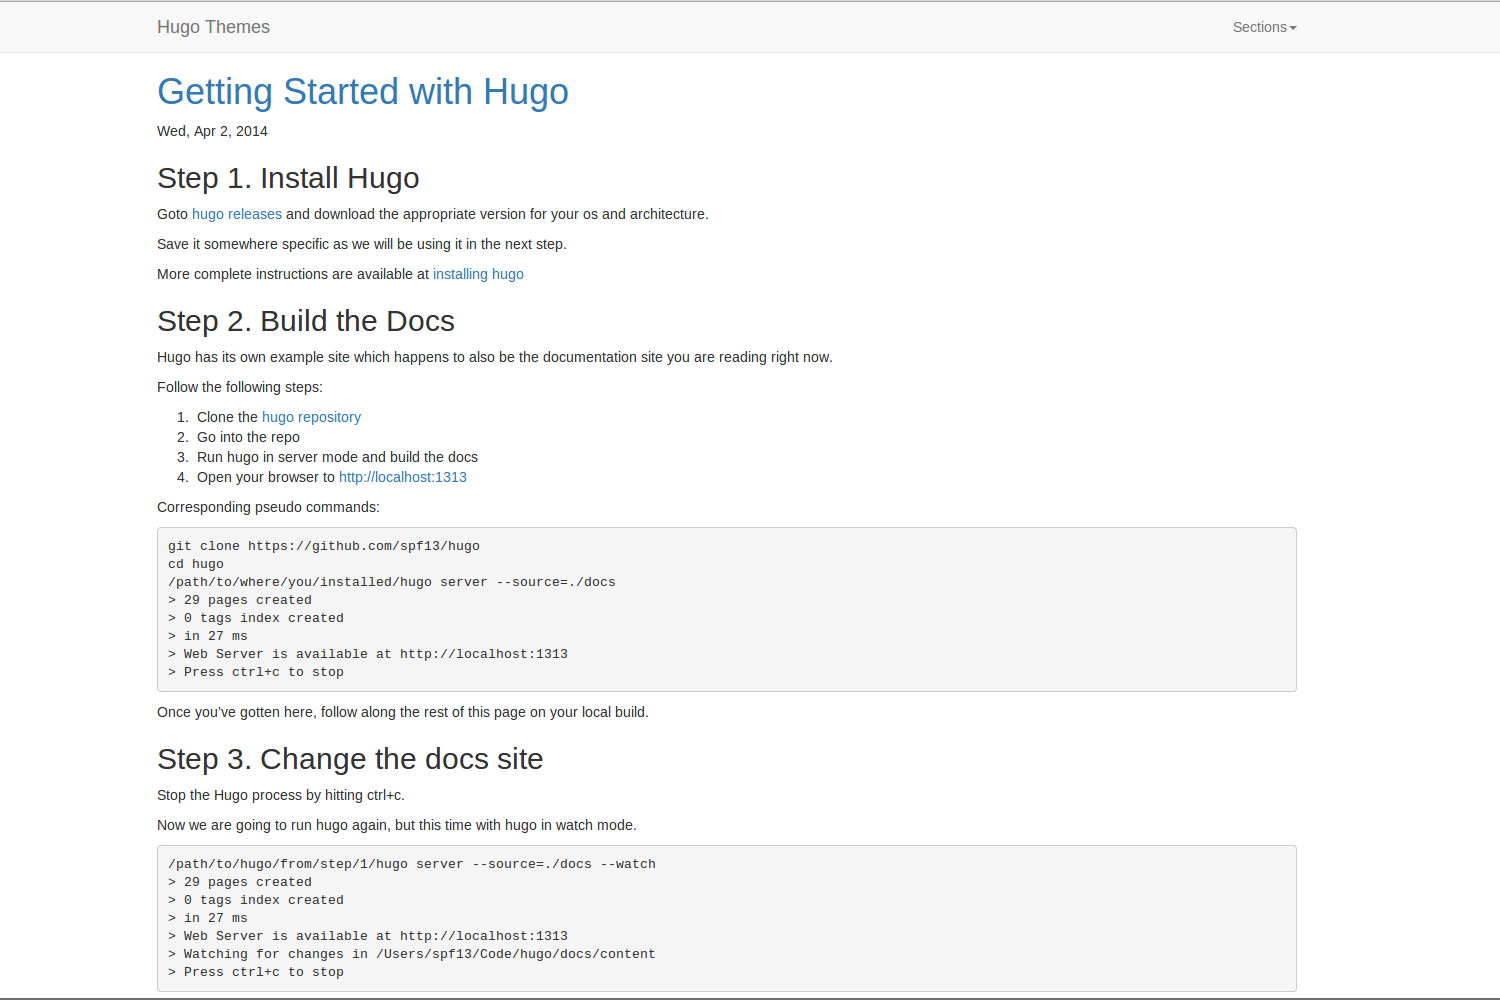 Hugo Themes
Sections
Getting Started with Hugo
Wed, Apr 2, 2014
Step 1. Install Hugo
Goto hugo releases and download the appropriate version for your os and architecture.
Save it somewhere specific as we will be using it in the next step.
More complete instructions are available at installing hugo
Step 2. Build the Docs
Hugo has its own example site which happens to also be the documentation site you are reading right now.
Follow the following steps:
1. Clone the hugo repository
2. Go into the repo
3. Run hugo in server mode and build the docs
4. Open your browser to http://localhost:1313
Corresponding pseudo commands:
git clone https://github.com/spf13/hugo
cd hugo
/path/to/where/you/installed/hugo server --source=./docs
> 29 pages created
> 0 tags index created
> in 27 ms
> Web Server is available at http://localhost:1313
> Press ctrl+c to stop
Once you’ve gotten here, follow along the rest of this page on your local build.
Step 3. Change the docs site
Stop the Hugo process by hitting ctrl+c.
Now we are going to run hugo again, but this time with hugo in watch mode.
/path/to/hugo/from/step/1/hugo server --source=./docs --watch
> 29 pages created
> 0 tags index created
> in 27 ms
> Web Server is available at http://localhost:1313
> Watching for changes in /Users/spf13/Code/hugo/docs/content
> Press ctrl+c to stop